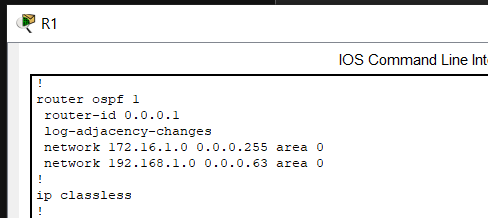 R1
IOS Command Line Int
!
router ospf 1
router-id 0.0.0.1
log-adjacency-changes
network 172.16.1.0 0.0.0.255 area 0
network 192.168.1.0 0.0.0.63 area 0
!
ip classless
!